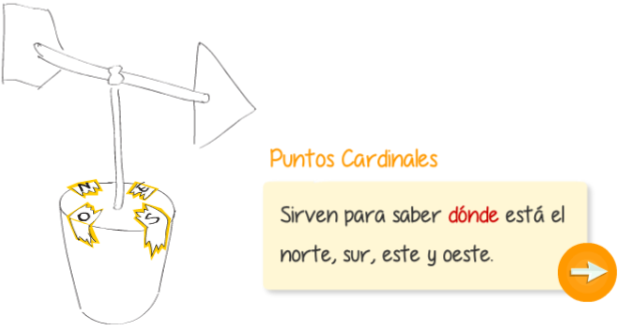 N E
O S
Puntos Cardinales
Sirven para saber dónde está el
norte, sur, este y oeste.